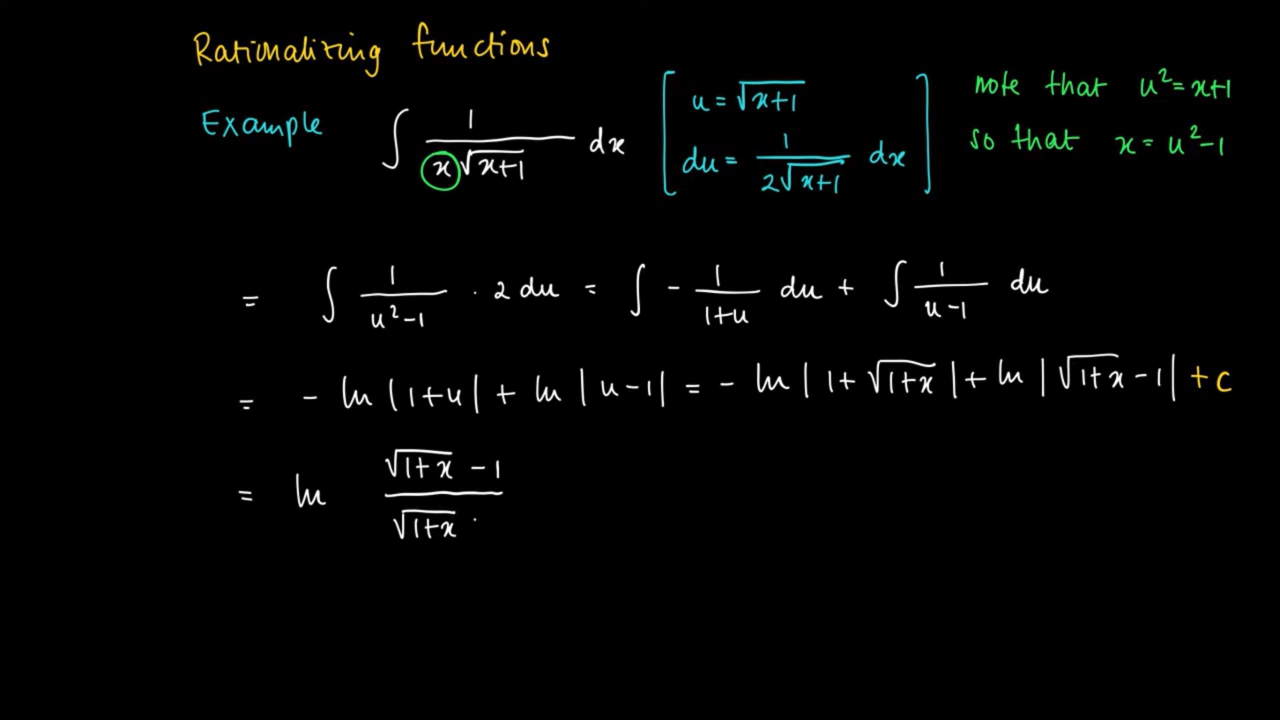 Rationalizing functions
Example ∫ 1/(x√(x+1)) dx [u = √(x+1)
du = 1/(2√(x+1)) dx]
note that u² = x+1
so that x = u² − 1
= ∫ 1/(u²−1) · 2 du = ∫ − 1/(1+u) du + ∫ 1/(u−1) du
= − ln |1+u| + ln |u−1| = − ln |1+√(1+x)| + ln |√(1+x) − 1| + c
= ln (√(1+x) − 1)/(√(1+x) ·